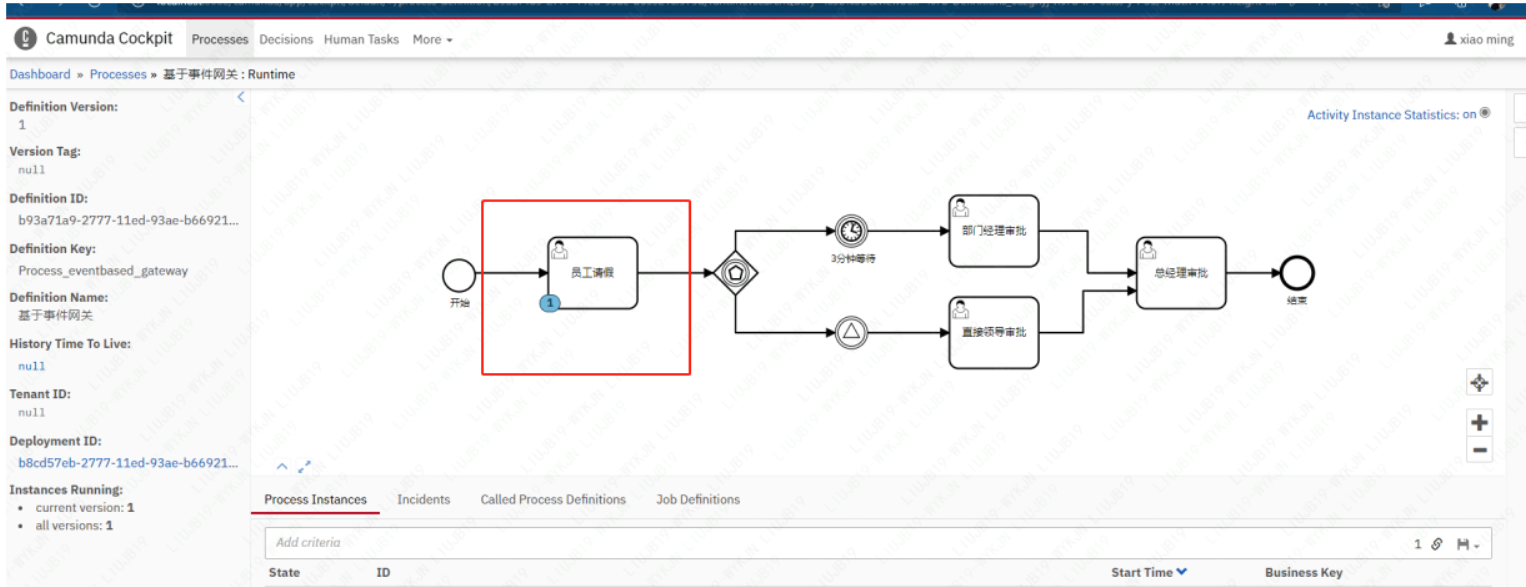 Camunda Cockpit Processes Decisions Human Tasks More xiao ming
Dashboard » Processes » 基于事件网关 : Runtime
Definition Version:
1
Version Tag:
null
Definition ID:
b93a71a9-2777-11ed-93ae-b66921...
Definition Key:
Process_eventbased_gateway
Definition Name:
基于事件网关
History Time To Live:
null
Tenant ID:
null
Deployment ID:
b8cd57eb-2777-11ed-93ae-b66921...
Instances Running:
current version: 1
all versions: 1
Activity Instance Statistics: on
开始
员工请假
1
3分钟等待
部门经理审批
直接领导审批
总经理审批
结束
Process Instances Incidents Called Process Definitions Job Definitions
Add criteria 1
State ID Start Time Business Key